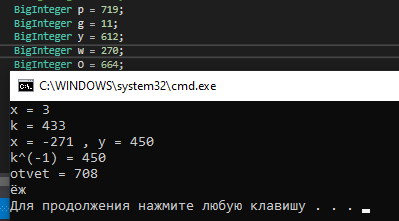 BigInteger p = 719;
BigInteger g = 11;
BigInteger y = 612;
BigInteger w = 270;
BigInteger O = 664;
C:\WINDOWS\system32\cmd.exe
x = 3
k = 433
x = -271 , y = 450
k^(-1) = 450
otvet = 708
ёж
Для продолжения нажмите любую клавишу . . .